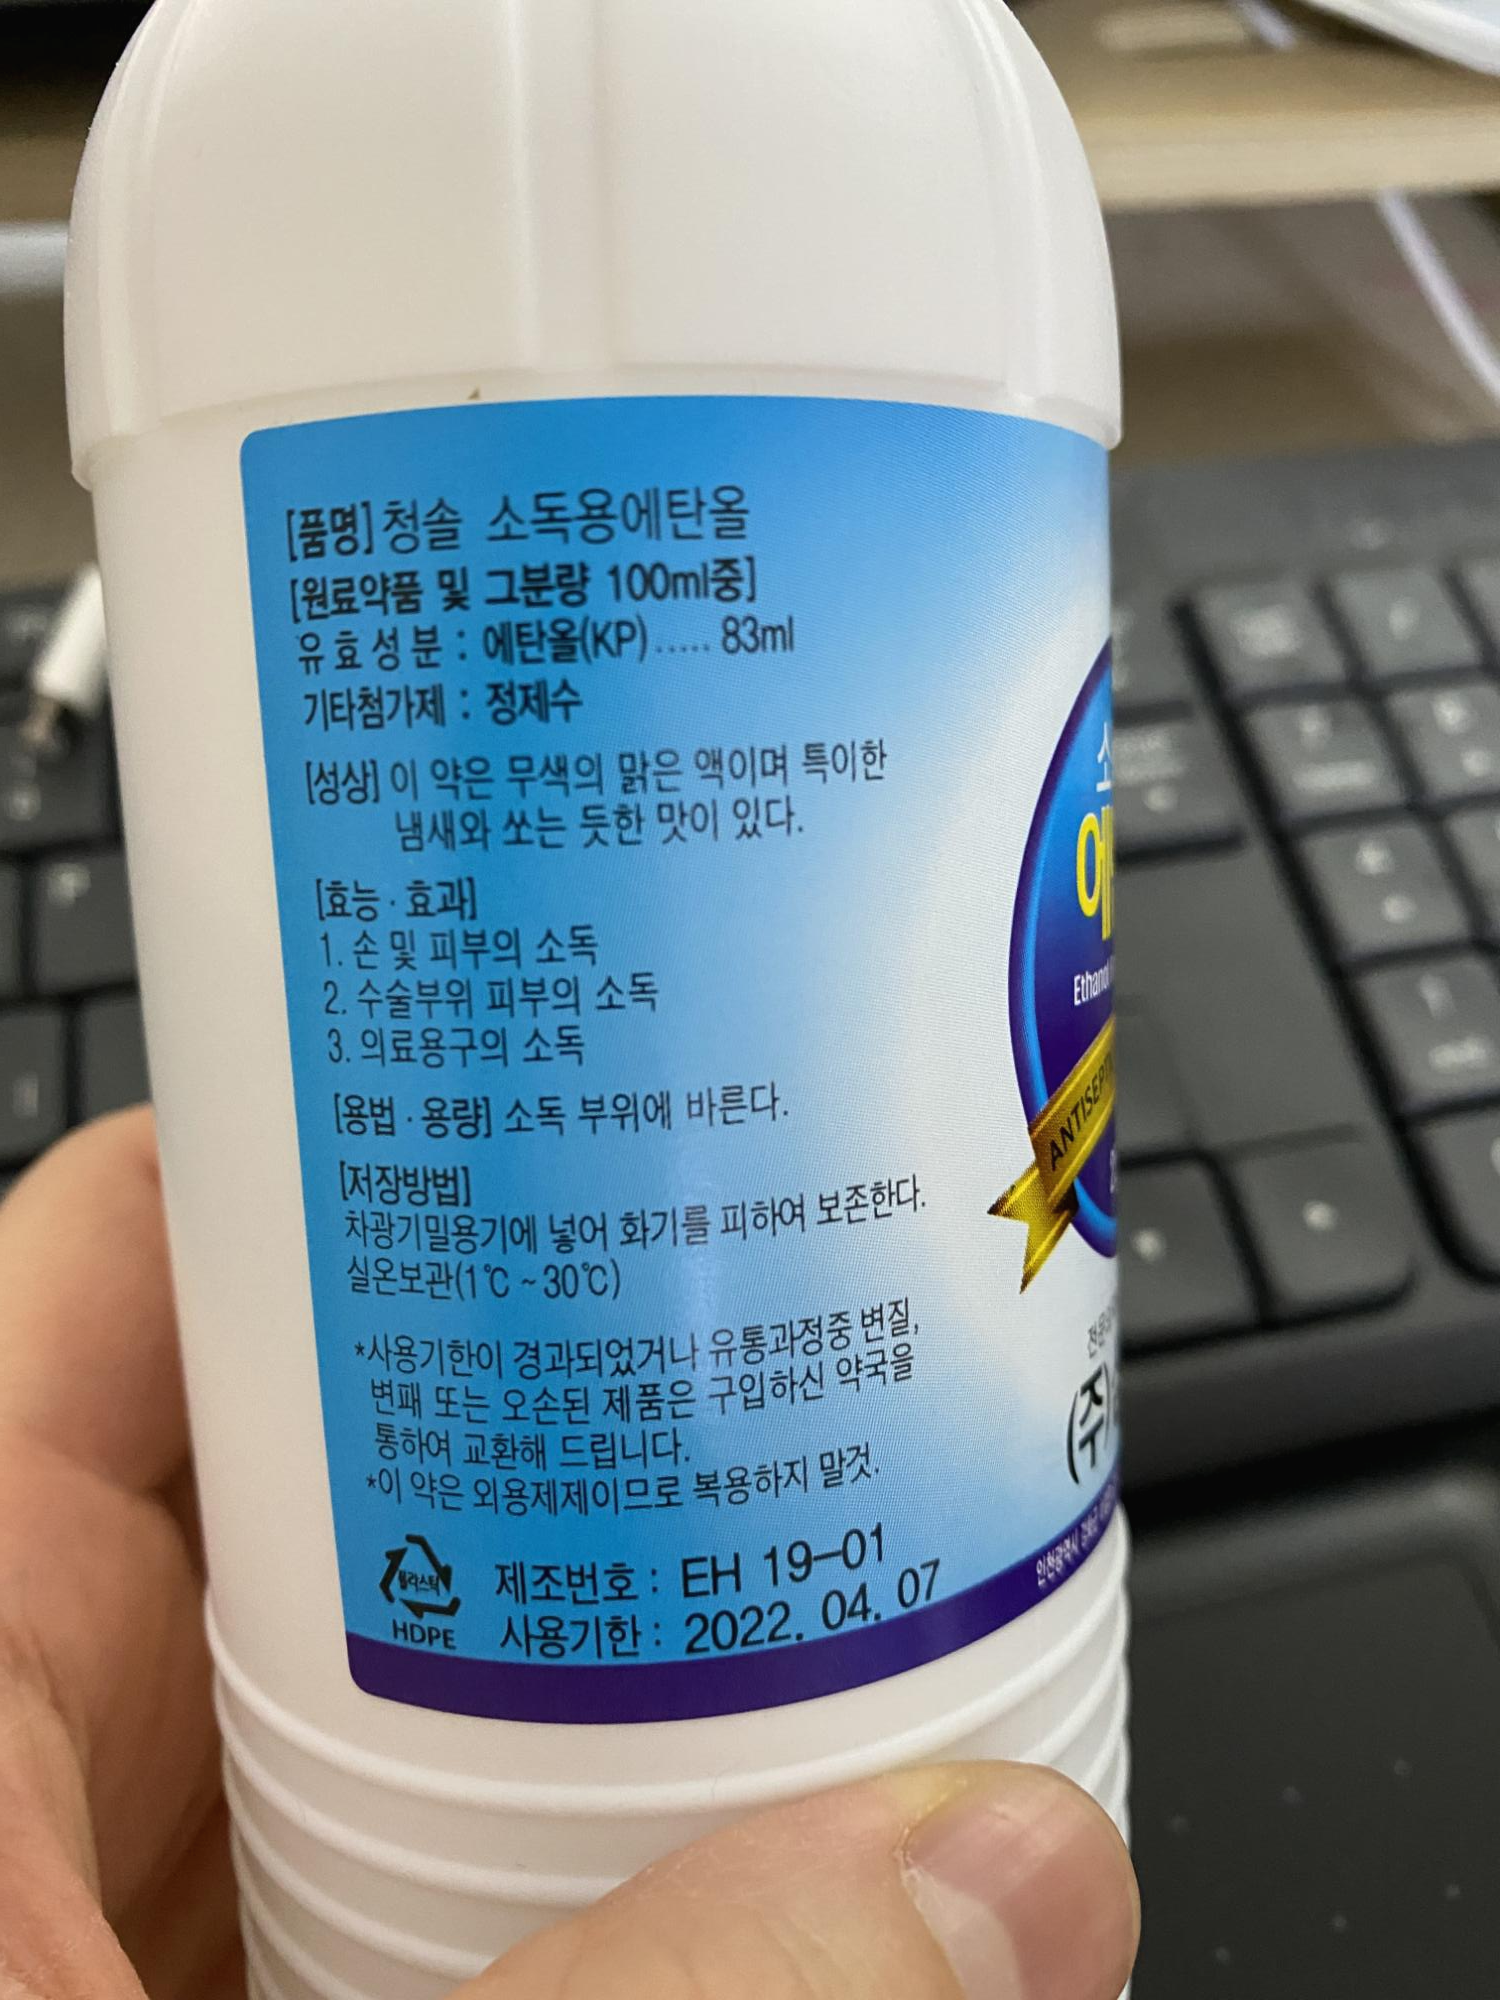 [품명] 청솔 소독용에탄올
[원료약품 및 그분량 100ml중]
유효성분 : 에탄올(KP) ..... 83ml
기타첨가제 : 정제수
[성상] 이 약은 무색의 맑은 액이며 특이한
냄새와 쏘는 듯한 맛이 있다.
[효능·효과]
1. 손 및 피부의 소독
2. 수술부위 피부의 소독
3. 의료용구의 소독
[용법·용량] 소독 부위에 바른다.
[저장방법]
차광기밀용기에 넣어 화기를 피하여 보존한다.
실온보관(1℃ ~ 30℃)
*사용기한이 경과되었거나 유통과정중 변질,
변패 또는 오손된 제품은 구입하신 약국을
통하여 교환해 드립니다.
*이 약은 외용제제이므로 복용하지 말것.
플라스틱
HDPE
제조번호 : EH 19-01
사용기한 : 2022. 04. 07
소
에
Ethanol
ANTISEPT
(주)
인천광역시